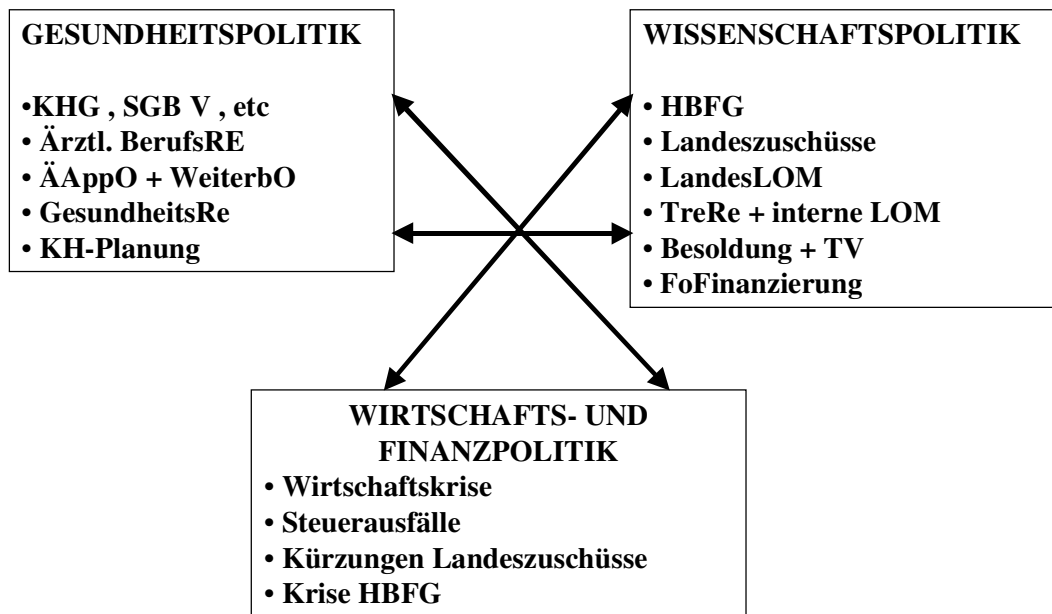 GESUNDHEITSPOLITIK
•KHG , SGB V , etc
• Ärztl. BerufsRE
• ÄAppO + WeiterbO
• GesundheitsRe
• KH-Planung
WISSENSCHAFTSPOLITIK
• HBFG
• Landeszuschüsse
• LandesLOM
• TreRe + interne LOM
• Besoldung + TV
• FoFinanzierung
WIRTSCHAFTS- UND
FINANZPOLITIK
• Wirtschaftskrise
• Steuerausfälle
• Kürzungen Landeszuschüsse
• Krise HBFG